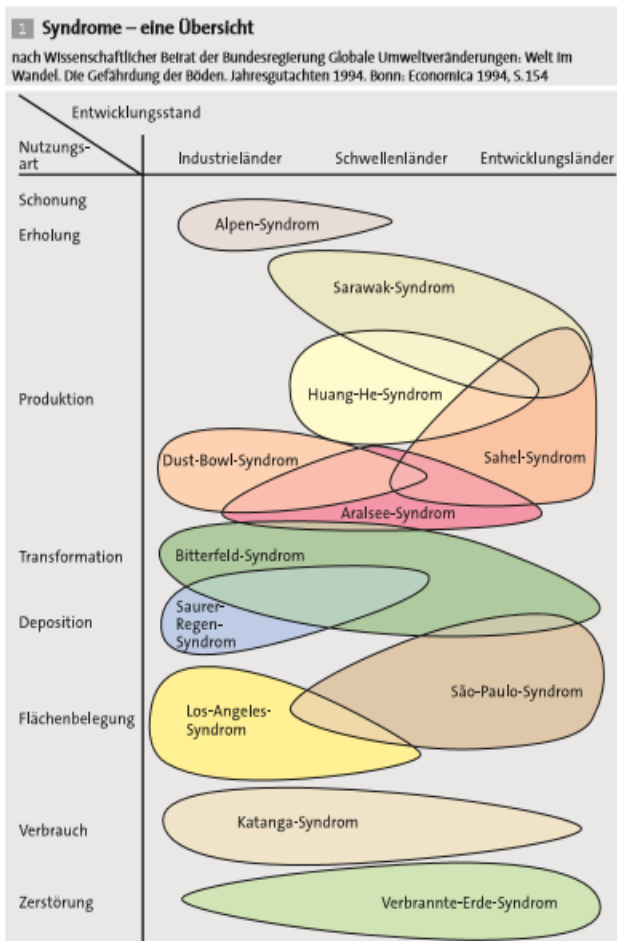 1 Syndrome – eine Übersicht
nach Wissenschaftlicher Beirat der Bundesregierung Globale Umweltveränderungen: Welt im
Wandel. Die Gefährdung der Böden. Jahresgutachten 1994. Bonn: Economica 1994, S. 154
Entwicklungsstand
Nutzungs-
art
Industrieländer Schwellenländer Entwicklungsländer
Schonung
Erholung
Alpen-Syndrom
Sarawak-Syndrom
Produktion
Huang-He-Syndrom
Dust-Bowl-Syndrom
Sahel-Syndrom
Aralsee-Syndrom
Transformation
Bitterfeld-Syndrom
Deposition
Saurer-
Regen-
Syndrom
São-Paulo-Syndrom
Flächenbelegung
Los-Angeles-
Syndrom
Verbrauch
Katanga-Syndrom
Zerstörung
Verbrannte-Erde-Syndrom